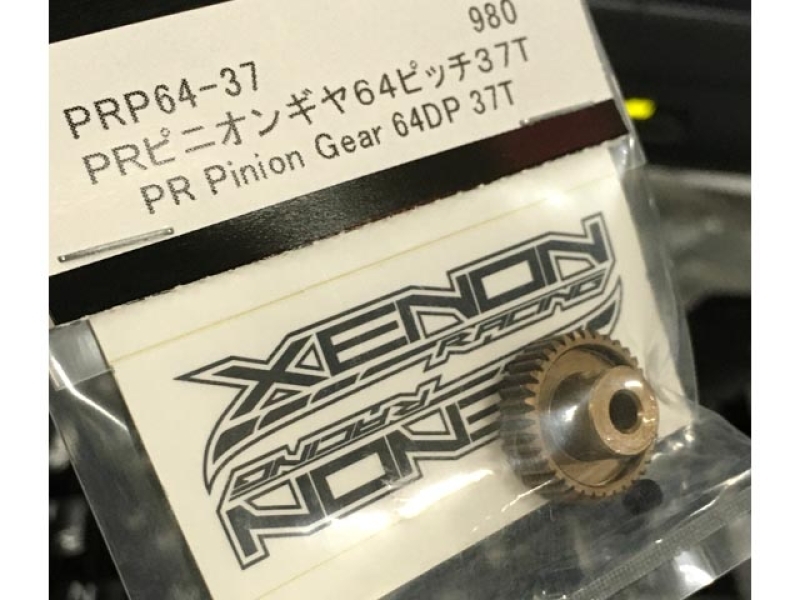 980
PRP64-37
PRピニオンギヤ64ピッチ37T
PR Pinion Gear 64DP 37T
XENON
RACING
RACING
XENON